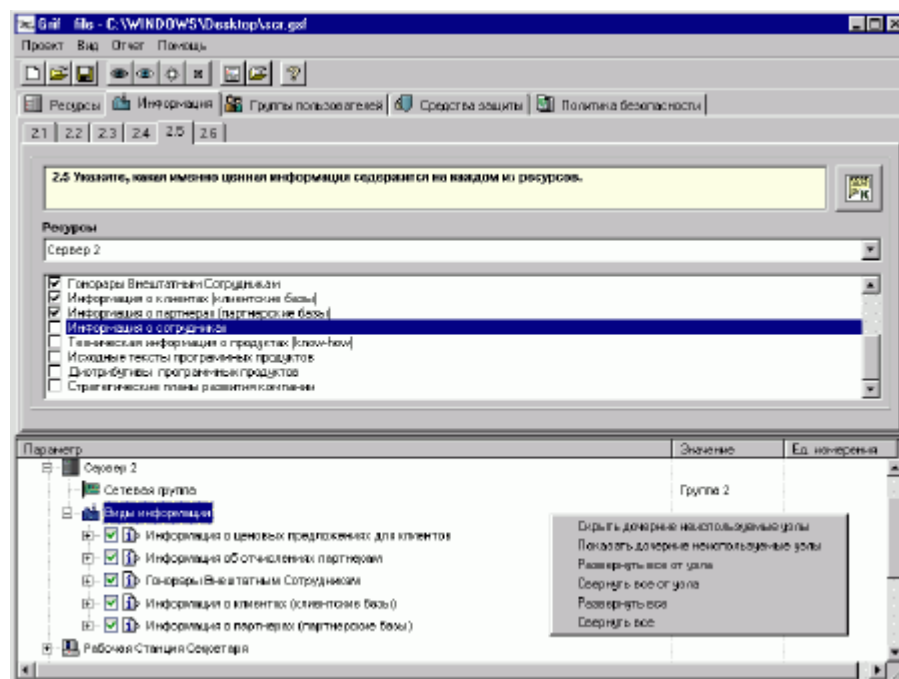 Grif file - C:\WINDOWS\Desktop\scr.gsf
Проект Вид Отчет Помощь
Ресурсы Информация Группы пользователей Средства защиты Политика безопасности
2.1 2.2 2.3 2.4 2.5 2.6
2.5 Укажите, какая именно ценная информация содержится на каждом из ресурсов.
Ресурсы
Сервер 2
Гонорары Внештатным Сотрудникам
Информация о клиентах (клиентские базы)
Информация о партнерах (партнерские базы)
Информация о сотрудниках
Техническая информация о продуктах (know-how)
Исходные тексты программных продуктов
Дистрибутивы программных продуктов
Стратегические планы развития компании
Параметр Значение Ед. измерения
Сервер 2
Сетевая группа Группа 2
Виды информации
Информация о ценовых предложениях для клиентов
Информация об отчислениях партнерам
Гонорары Внештатным Сотрудникам
Информация о клиентах (клиентские базы)
Информация о партнерах (партнерские базы)
Рабочая Станция Секретаря
Скрыть дочерние неиспользуемые узлы
Показать дочерние неиспользуемые узлы
Развернуть все от узла
Свернуть все от узла
Развернуть все
Свернуть все